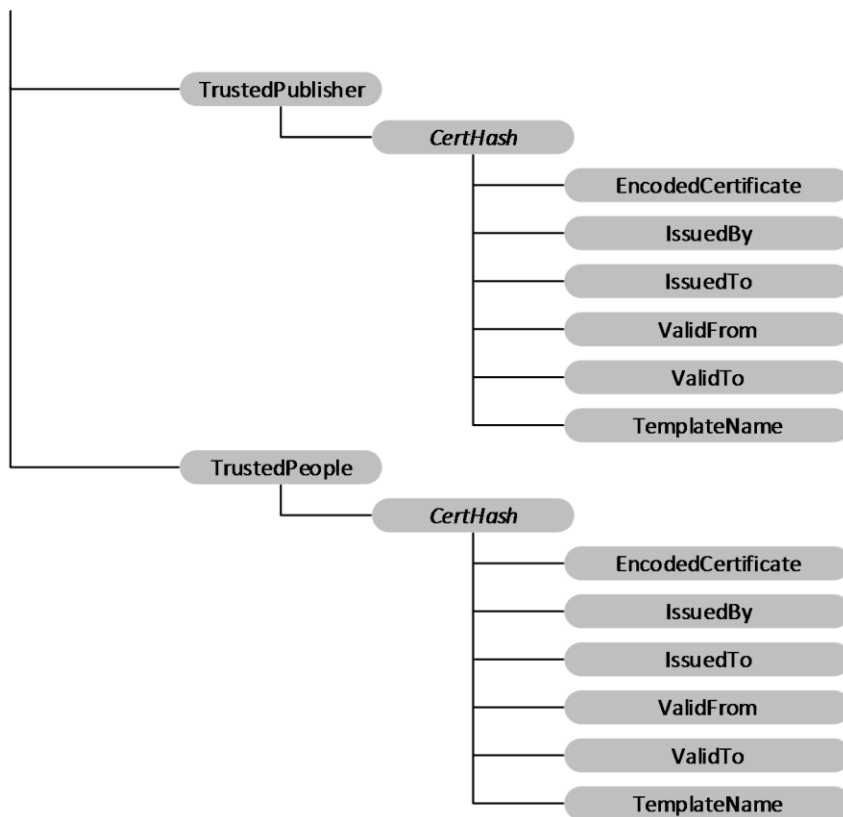 TrustedPublisher
CertHash
EncodedCertificate
IssuedBy
IssuedTo
ValidFrom
ValidTo
TemplateName
TrustedPeople
CertHash
EncodedCertificate
IssuedBy
IssuedTo
ValidFrom
ValidTo
TemplateName